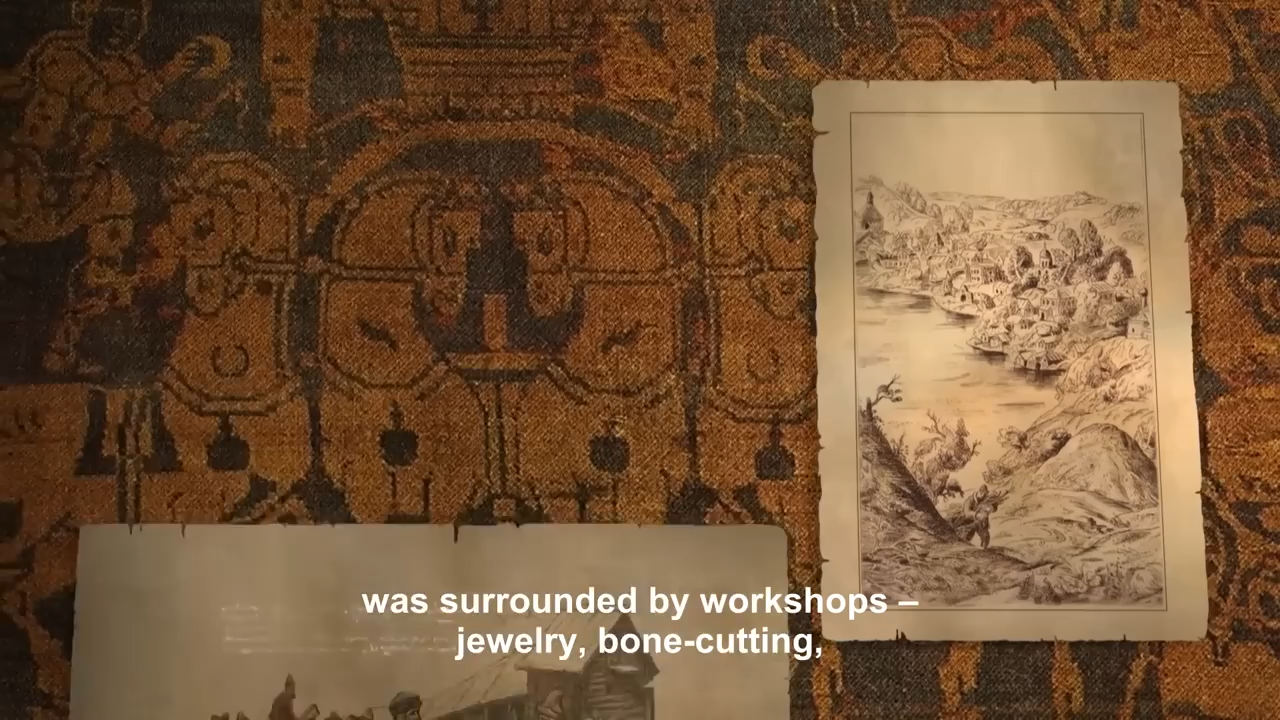 was surrounded by workshops –
jewelry, bone-cutting,